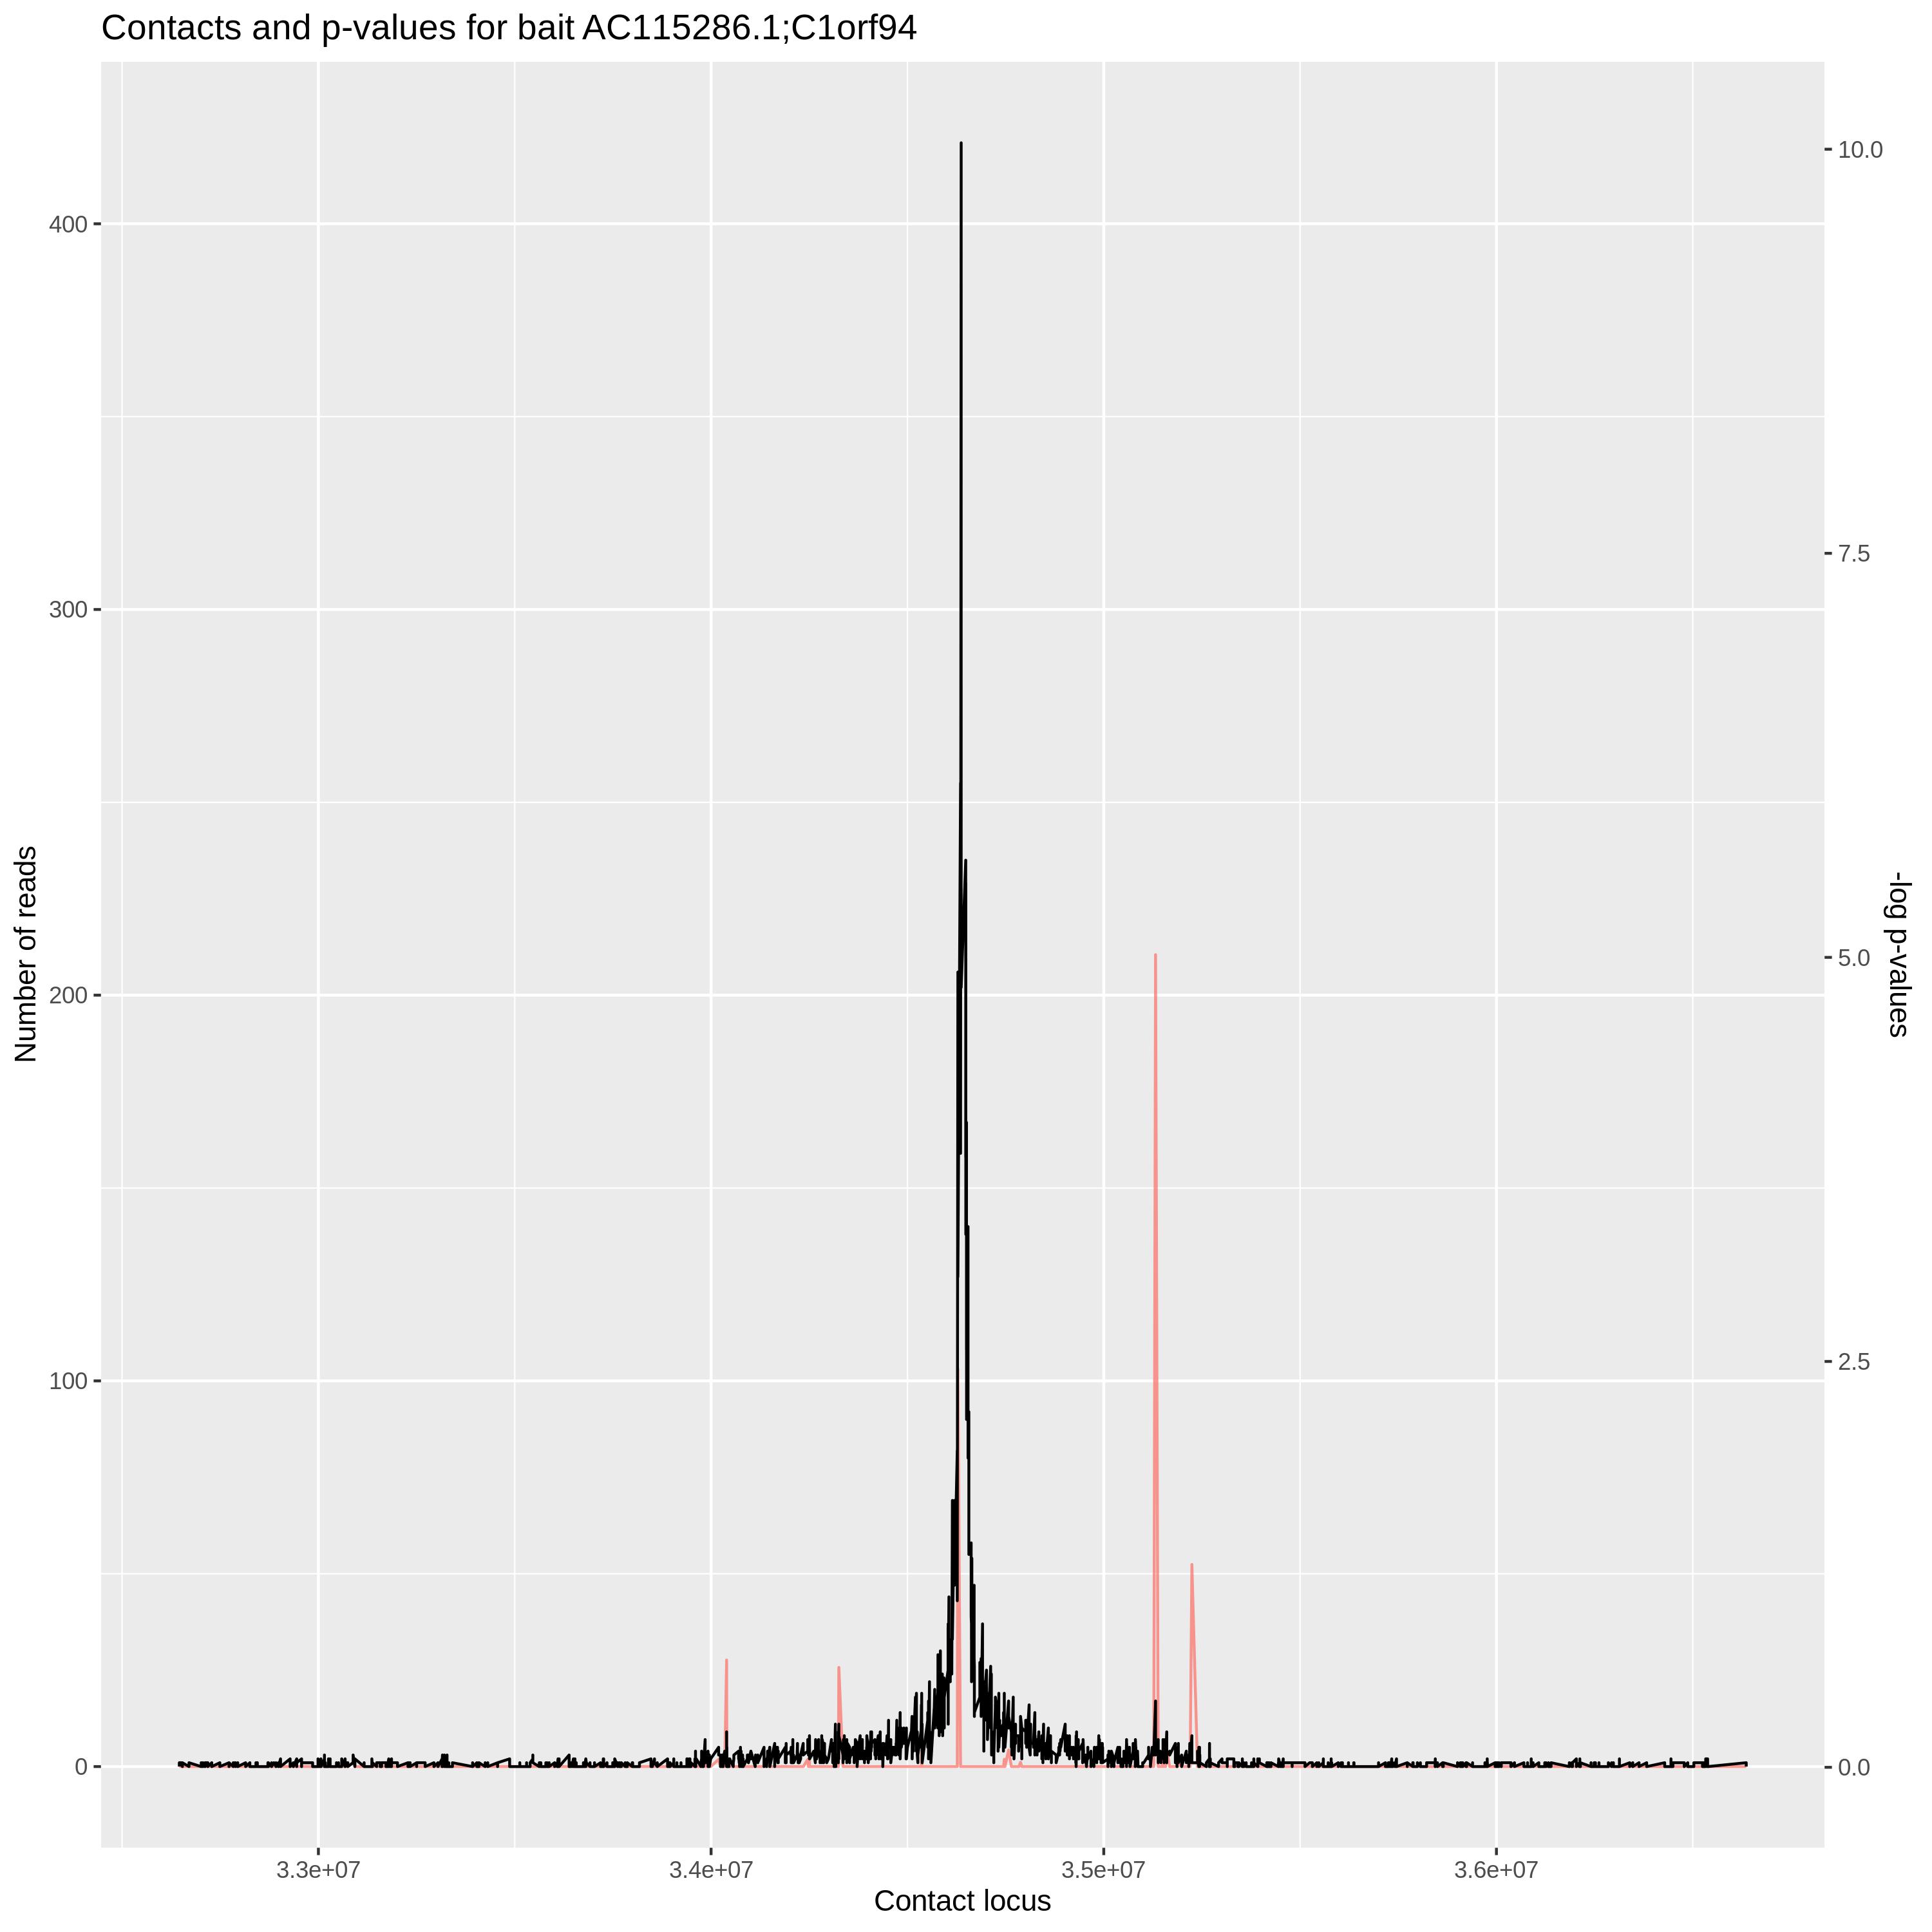 Contacts and p-values for bait AC115286.1;C1orf94
Number of reads
400
300
200
100
0
10.0
7.5
5.0
2.5
0.0
-log p-values
3.3e+07
3.4e+07
3.5e+07
3.6e+07
Contact locus